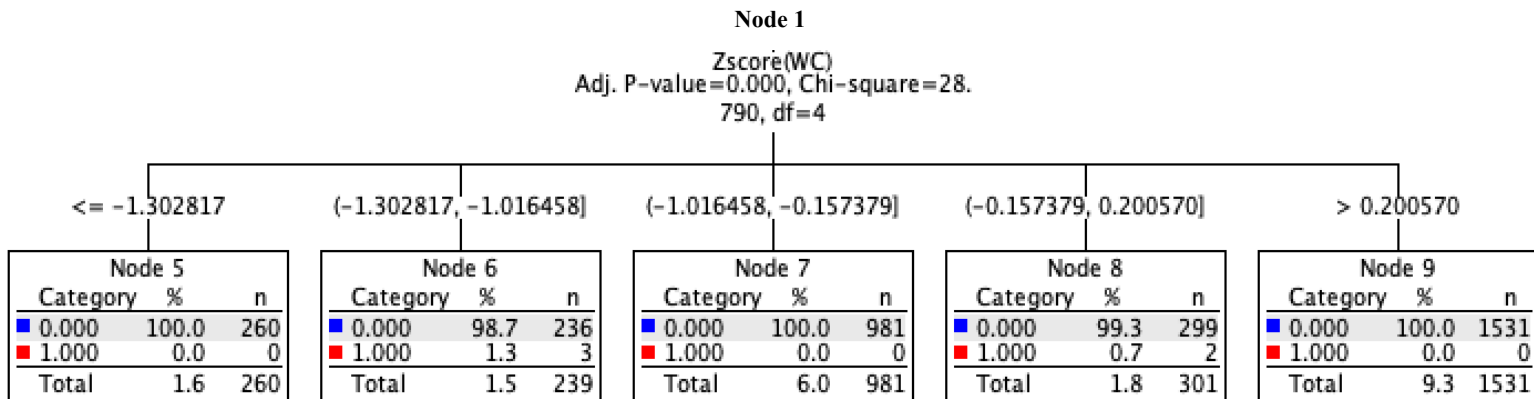 Node 1
Zscore(WC)
Adj. P-value=0.000, Chi-square=28.
790, df=4
<= -1.302817
(-1.302817, -1.016458]
(-1.016458, -0.157379]
(-0.157379, 0.200570]
> 0.200570
Node 5
Category % n
0.000 100.0 260
1.000 0.0 0
Total 1.6 260
Node 6
Category % n
0.000 98.7 236
1.000 1.3 3
Total 1.5 239
Node 7
Category % n
0.000 100.0 981
1.000 0.0 0
Total 6.0 981
Node 8
Category % n
0.000 99.3 299
1.000 0.7 2
Total 1.8 301
Node 9
Category % n
0.000 100.0 1531
1.000 0.0 0
Total 9.3 1531